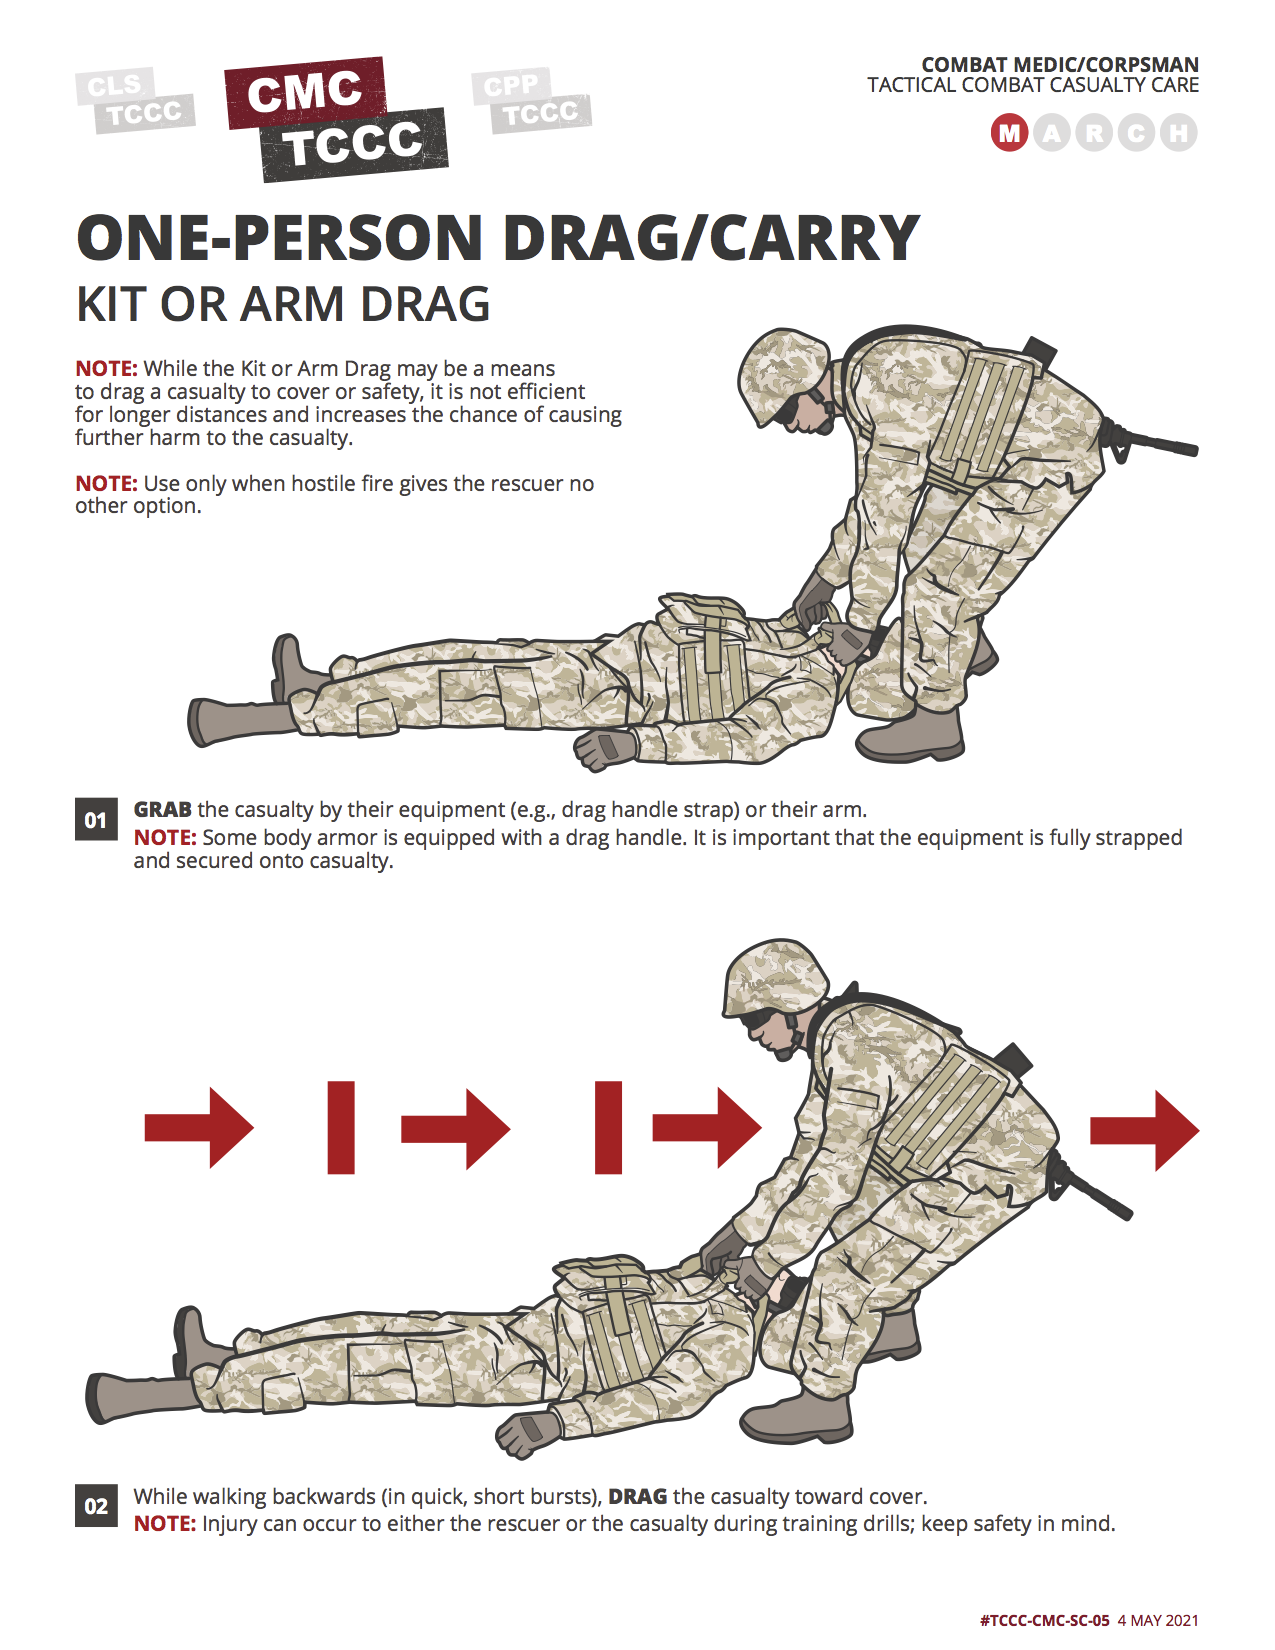 CLS
TCCC
CMC
TCCC
CPP
TCCC
COMBAT MEDIC/CORPSMAN
TACTICAL COMBAT CASUALTY CARE
M A R C H
ONE-PERSON DRAG/CARRY
KIT OR ARM DRAG
NOTE: While the Kit or Arm Drag may be a means
to drag a casualty to cover or safety, it is not efficient
for longer distances and increases the chance of causing
further harm to the casualty.
NOTE: Use only when hostile fire gives the rescuer no
other option.
01 GRAB the casualty by their equipment (e.g., drag handle strap) or their arm.
NOTE: Some body armor is equipped with a drag handle. It is important that the equipment is fully strapped
and secured onto casualty.
02 While walking backwards (in quick, short bursts), DRAG the casualty toward cover.
NOTE: Injury can occur to either the rescuer or the casualty during training drills; keep safety in mind.
#TCCC-CMC-SC-05 4 MAY 2021